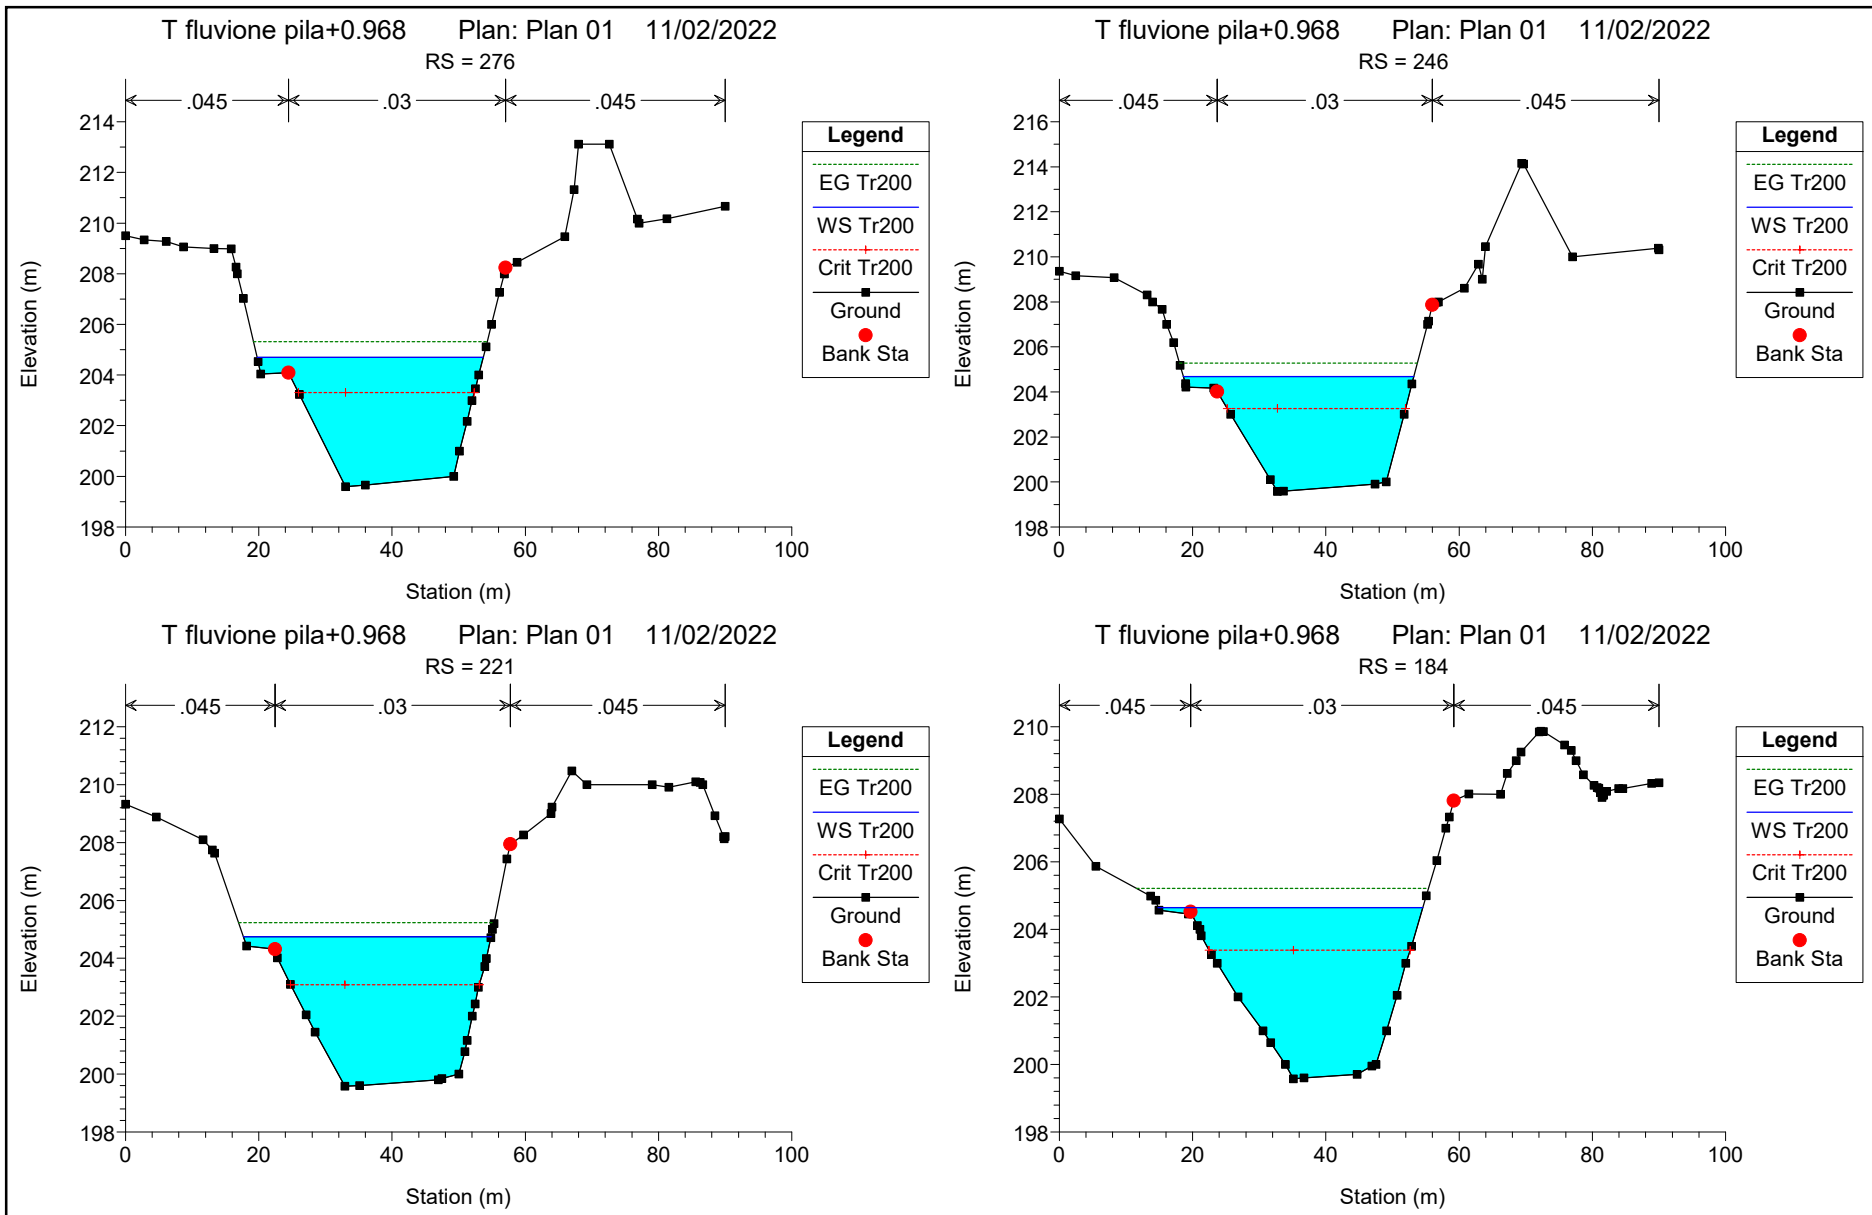 T fluvione pila+0.968 Plan: Plan 01 11/02/2022
RS = 276
.045 .03 .045
214
212
210
208
206
204
202
200
198
Elevation (m)
0 20 40 60 80 100
Station (m)
Legend
EG Tr200
WS Tr200
Crit Tr200
Ground
Bank Sta
T fluvione pila+0.968 Plan: Plan 01 11/02/2022
RS = 246
.045 .03 .045
216
214
212
210
208
206
204
202
200
198
Elevation (m)
0 20 40 60 80 100
Station (m)
Legend
EG Tr200
WS Tr200
Crit Tr200
Ground
Bank Sta
T fluvione pila+0.968 Plan: Plan 01 11/02/2022
RS = 221
.045 .03 .045
212
210
208
206
204
202
200
198
Elevation (m)
0 20 40 60 80 100
Station (m)
Legend
EG Tr200
WS Tr200
Crit Tr200
Ground
Bank Sta
T fluvione pila+0.968 Plan: Plan 01 11/02/2022
RS = 184
.045 .03 .045
210
208
206
204
202
200
198
Elevation (m)
0 20 40 60 80 100
Station (m)
Legend
EG Tr200
WS Tr200
Crit Tr200
Ground
Bank Sta